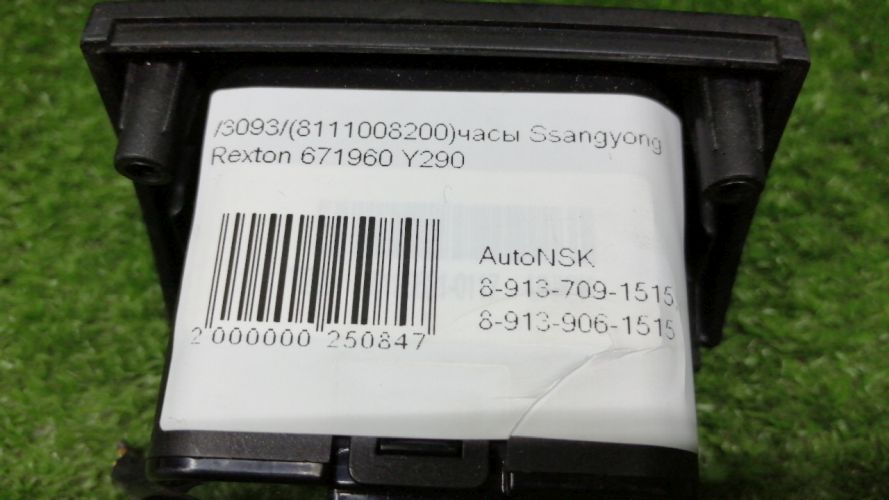 /3093/(8111008200)часы Ssangyong
Rexton 671960 Y290
AutoNSK
8-913-709-1515,
8-913-906-1515
2 000000 250847